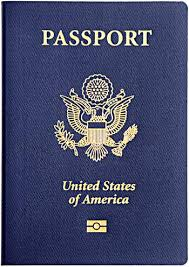 PASSPORT
United States
of America